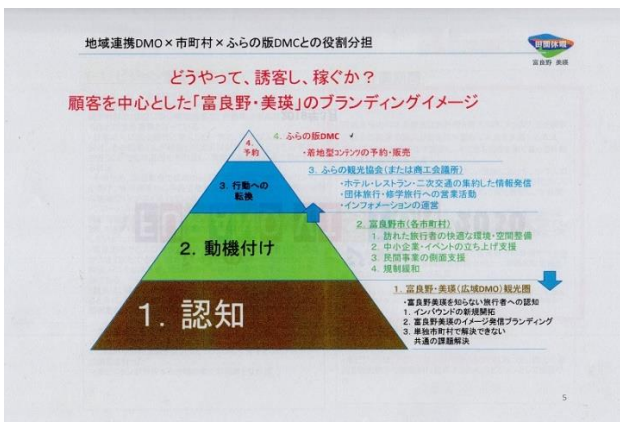 地域連携DMO×市町村×ふらの版DMCとの役割分担
富良野 美瑛
どうやって、誘客し、稼ぐか？
顧客を中心とした「富良野・美瑛」のブランディングイメージ
4.
予約
4. ふらの版DMC
・着地型コンテンツの予約・販売
3. 行動への
転換
3. ふらの観光協会(または商工会議所)
・ホテル・レストラン・二次交通の集約した情報発信
・団体旅行・修学旅行への営業活動
・インフォメーションの運営
2. 動機付け
2. 富良野市(各市町村)
1. 訪れた旅行者の快適な環境・空間整備
2. 中小企業・イベントの立ち上げ支援
3. 民間事業の側面支援
4. 規制緩和
1. 認知
1. 富良野・美瑛(広域DMO)観光圏
・富良野美瑛を知らない旅行者への認知
1. インバウンドの新規開拓
2. 富良野美瑛のイメージ発信ブランディング
3. 単独市町村で解決できない
共通の課題解決
5